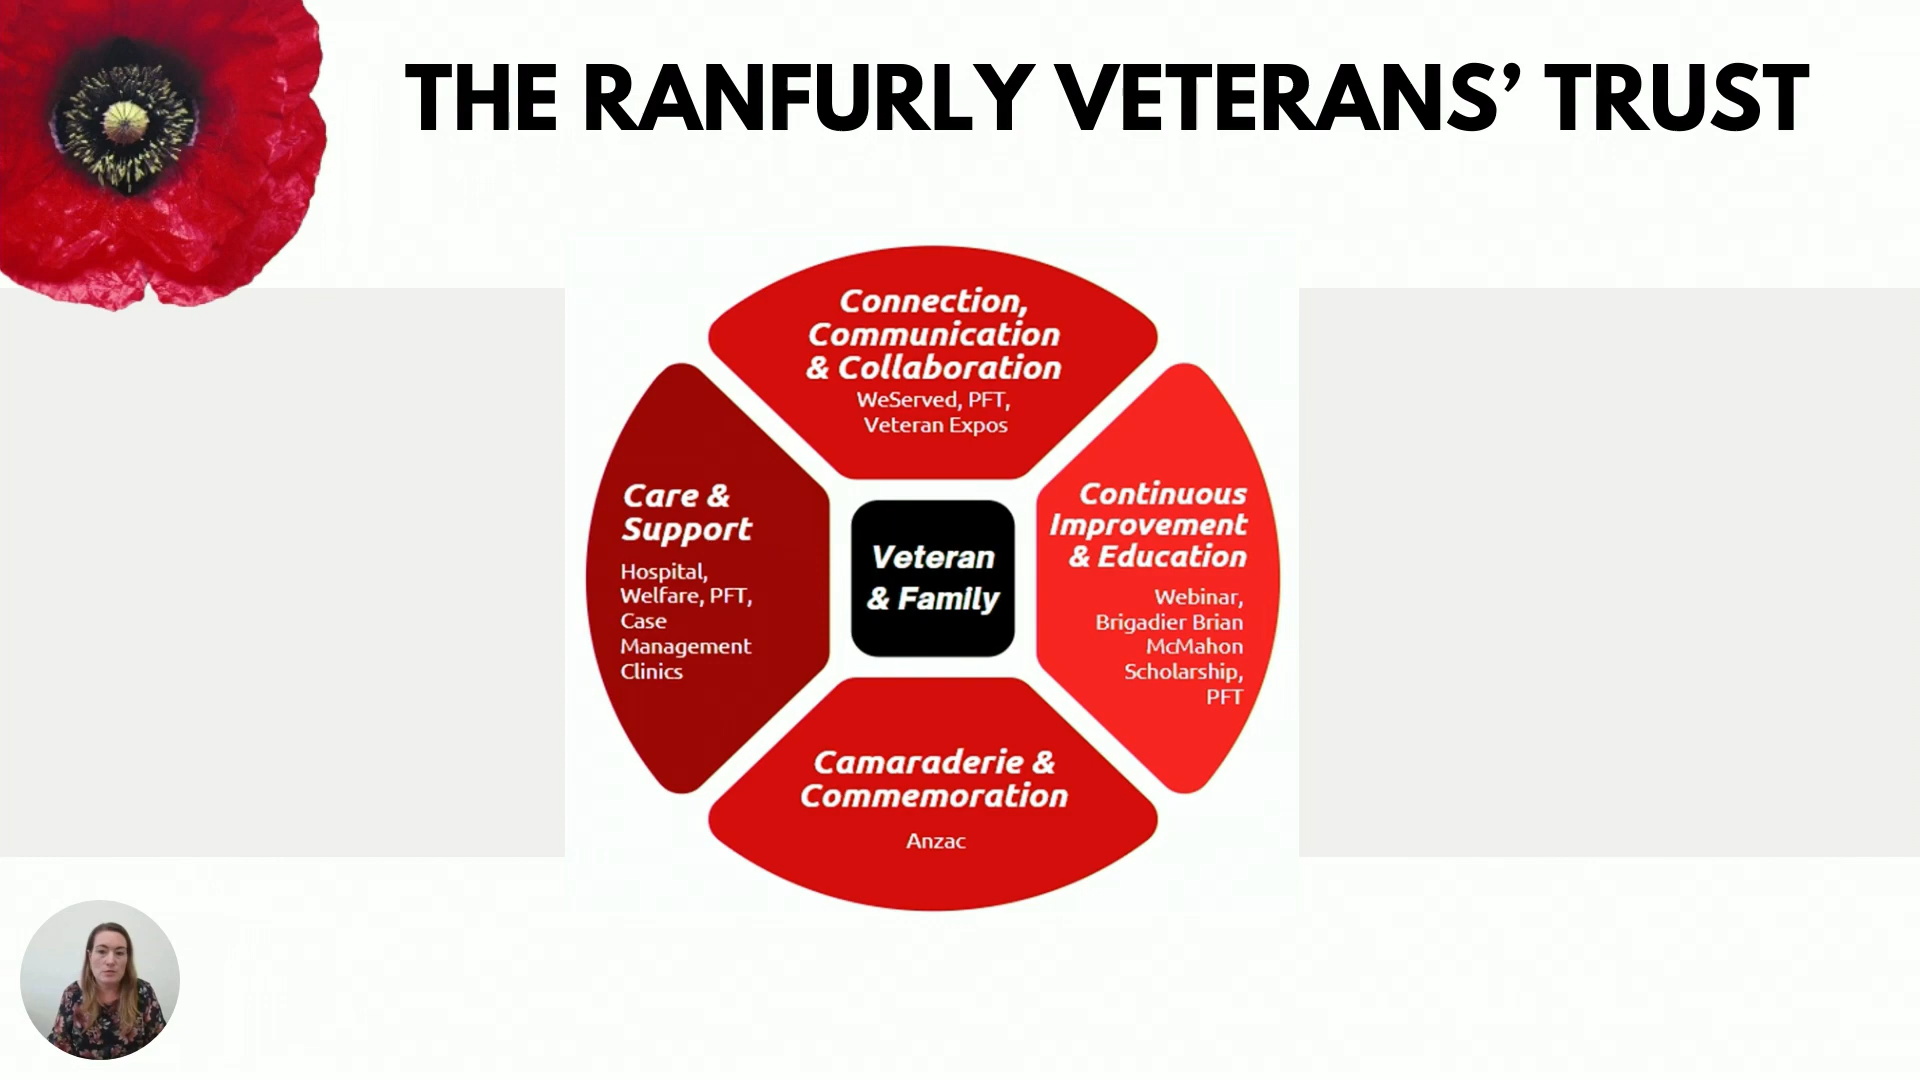 THE RANFURLY VETERANS’ TRUST
Connection,
Communication
& Collaboration
WeServed, PFT,
Veteran Expos
Care &
Support
Hospital,
Welfare, PFT,
Case
Management
Clinics
Veteran
& Family
Continuous
Improvement
& Education
Webinar,
Brigadier Brian
McMahon
Scholarship,
PFT
Camaraderie &
Commemoration
Anzac